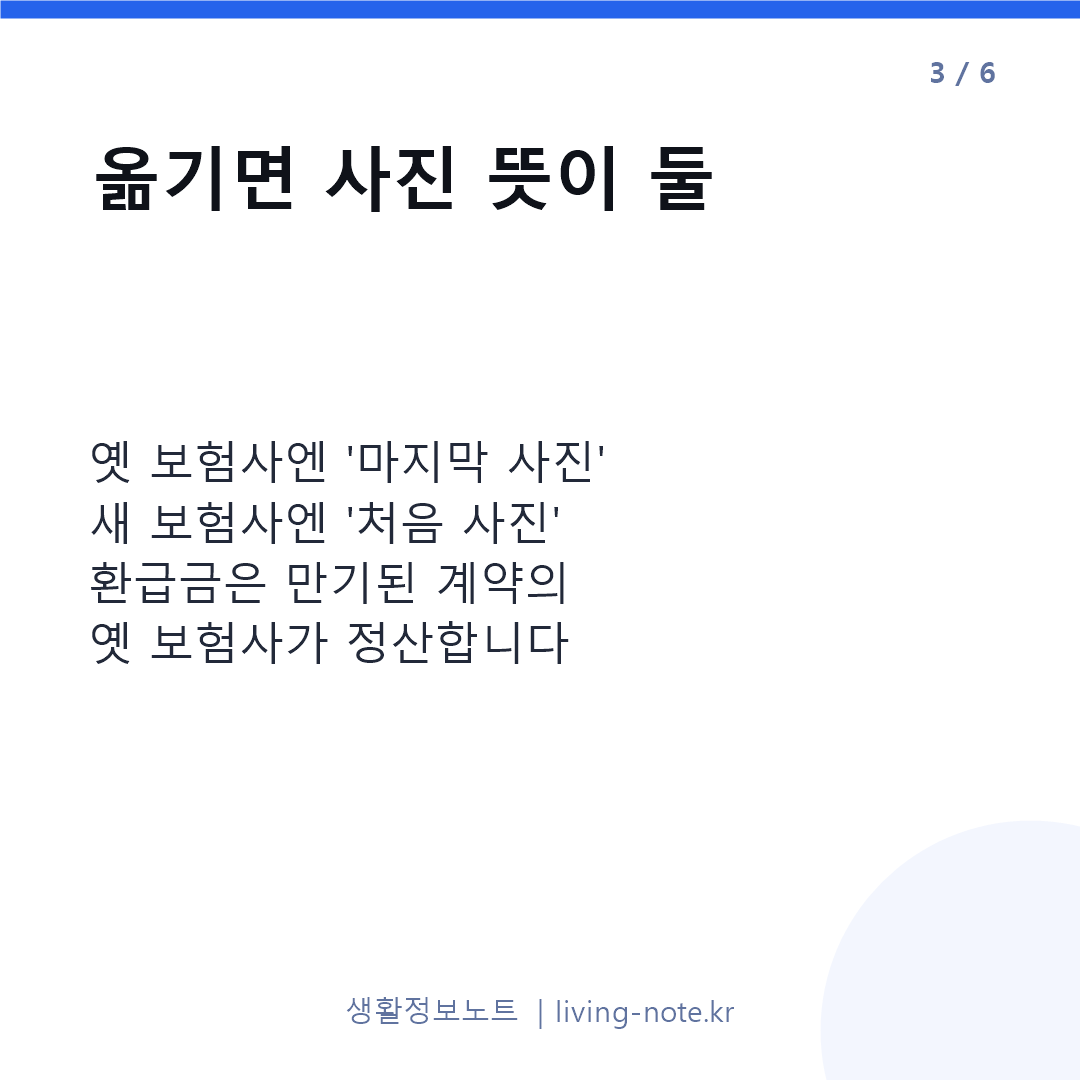 3 / 6
옮기면 사진 뜻이 둘
옛 보험사엔 '마지막 사진'
새 보험사엔 '처음 사진'
환급금은 만기된 계약의
옛 보험사가 정산합니다
생활정보노트 | living-note.kr